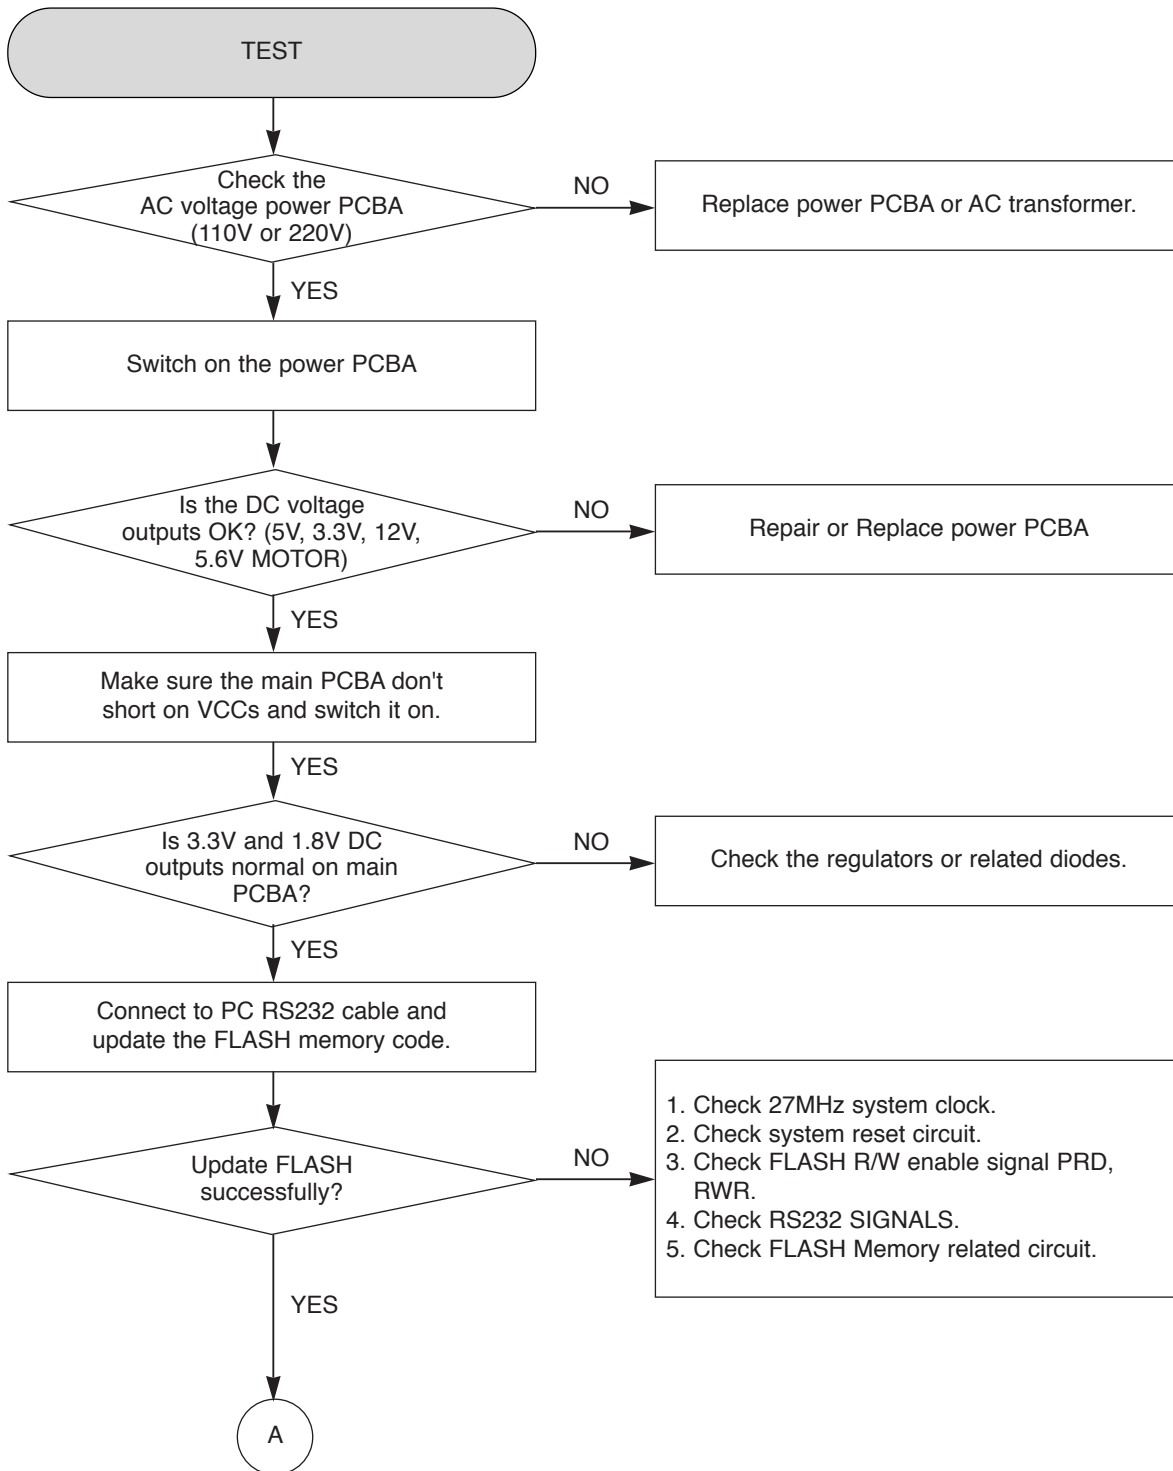 TEST
Check the
AC voltage power PCBA
(110V or 220V)
NO
Replace power PCBA or AC transformer.
YES
Switch on the power PCBA
Is the DC voltage
outputs OK? (5V, 3.3V, 12V,
5.6V MOTOR)
NO
Repair or Replace power PCBA
YES
Make sure the main PCBA don't
short on VCCs and switch it on.
YES
Is 3.3V and 1.8V DC
outputs normal on main
PCBA?
NO
Check the regulators or related diodes.
YES
Connect to PC RS232 cable and
update the FLASH memory code.
Update FLASH
successfully?
NO
1. Check 27MHz system clock.
2. Check system reset circuit.
3. Check FLASH R/W enable signal PRD,
RWR.
4. Check RS232 SIGNALS.
5. Check FLASH Memory related circuit.
YES
A